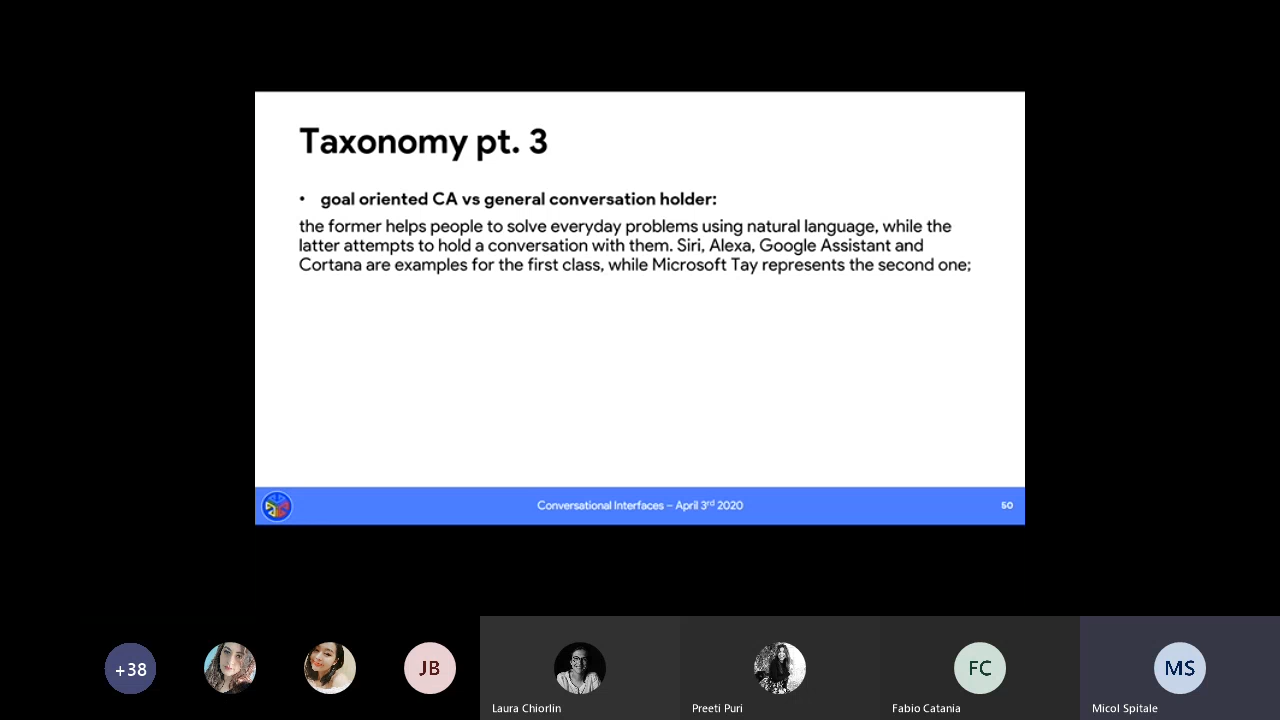 Taxonomy pt. 3
• goal oriented CA vs general conversation holder:
the former helps people to solve everyday problems using natural language, while the
latter attempts to hold a conversation with them. Siri, Alexa, Google Assistant and
Cortana are examples for the first class, while Microsoft Tay represents the second one;
Conversational Interfaces – April 3rd 2020
50
+38
JB
FC
MS
Laura Chiorlin
Preeti Puri
Fabio Catania
Micol Spitale